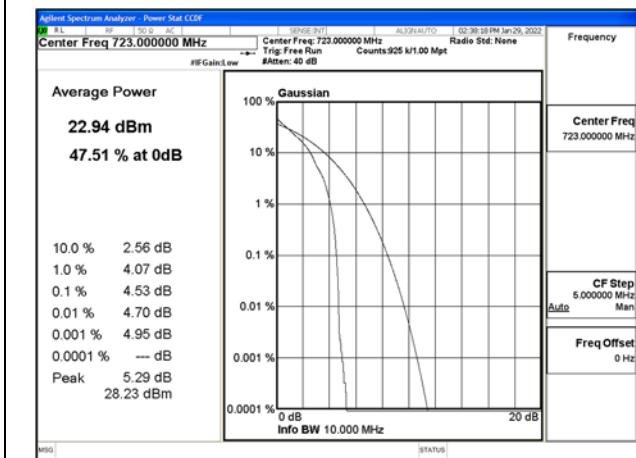 Agilent Spectrum Analyzer - Power Stat CCDF
RL RF 50 Ω AC SENSE:INT ALIGN AUTO 02:38:18 PM Jan 29, 2022
Center Freq 723.000000 MHz
Center Freq: 723.000000 MHz
Radio Std: None
Trig: Free Run
Counts:925 k/1.00 Mpt
#IFGain:Low
#Atten: 40 dB
Frequency
Average Power
22.94 dBm
47.51 % at 0dB
10.0 % 2.56 dB
1.0 % 4.07 dB
0.1 % 4.53 dB
0.01 % 4.70 dB
0.001 % 4.95 dB
0.0001 % --- dB
Peak 5.29 dB
28.23 dBm
Gaussian
100 %
10 %
1 %
0.1 %
0.01 %
0.001 %
0.0001 %
0 dB
20 dB
Info BW 10.000 MHz
Center Freq
723.000000 MHz
CF Step
5.000000 MHz
Auto Man
Freq Offset
0 Hz
MSG
STATUS